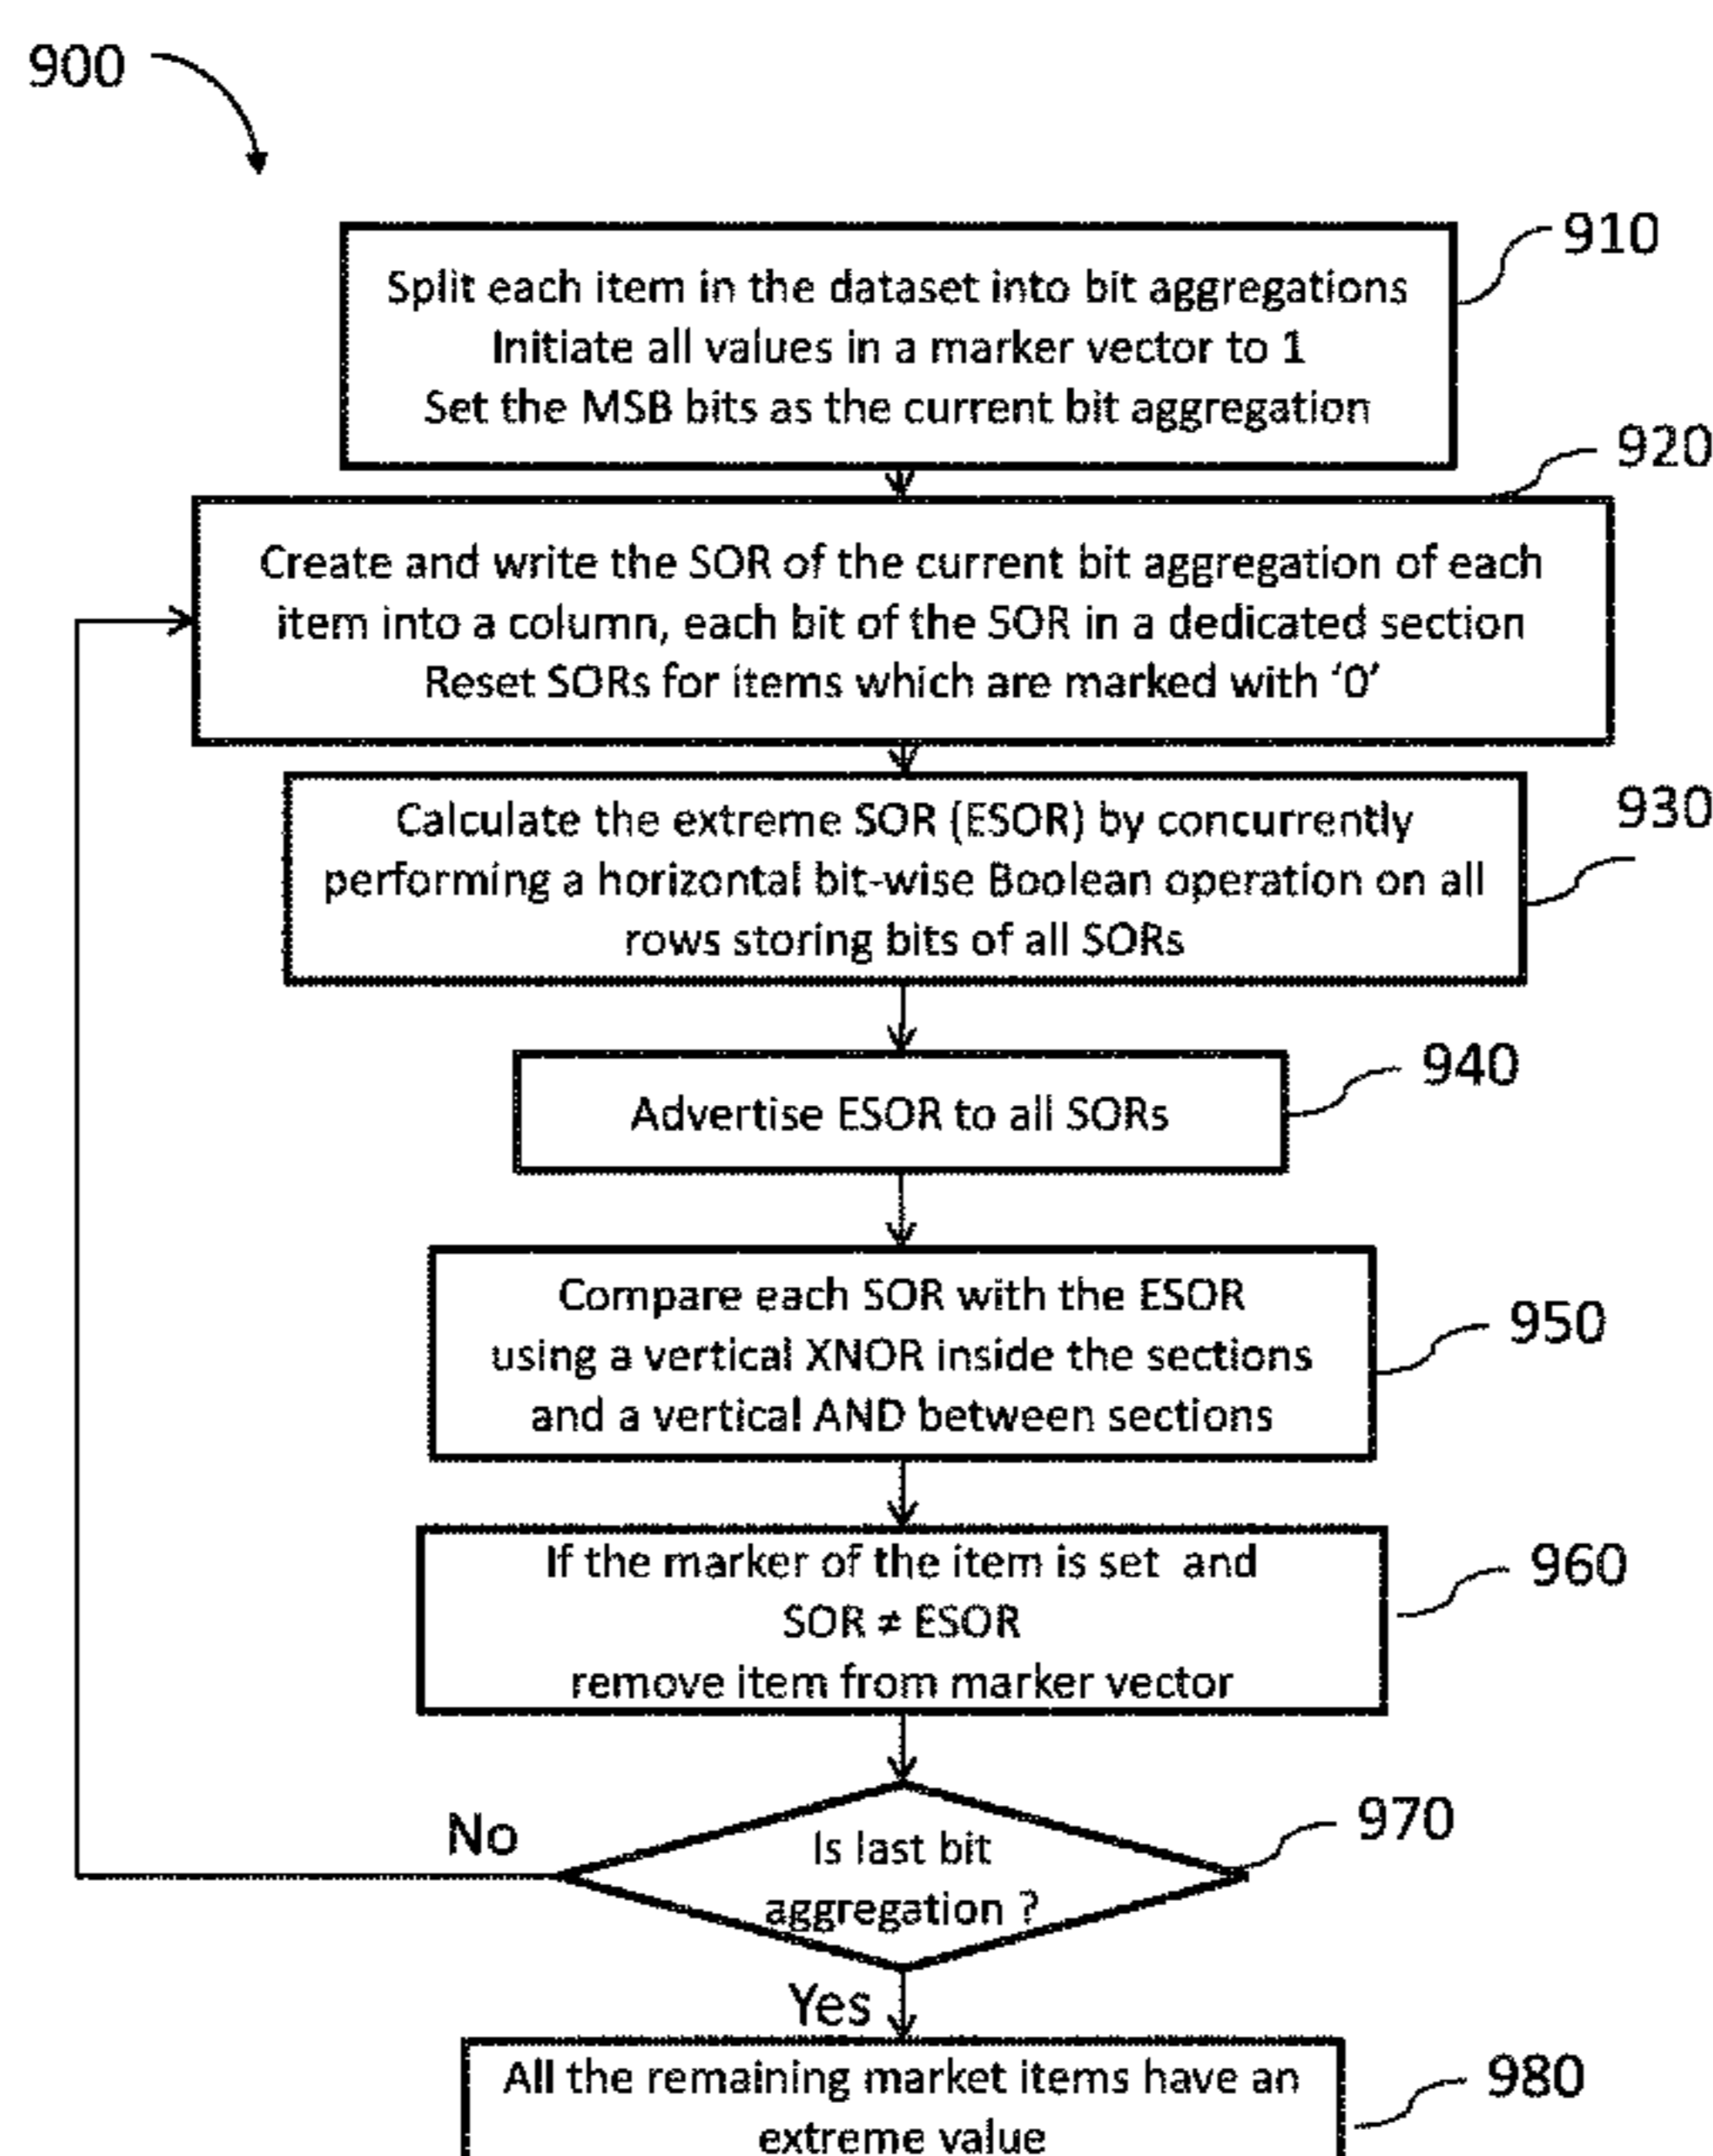 900
910
Split each item in the dataset into bit aggregations
Initiate all values in a marker vector to 1
Set the MSB bits as the current bit aggregation
920
Create and write the SOR of the current bit aggregation of each
item into a column, each bit of the SOR in a dedicated section
Reset SORs for items which are marked with ‘0’
930
Calculate the extreme SOR (ESOR) by concurrently
performing a horizontal bit-wise Boolean operation on all
rows storing bits of all SORs
940
Advertise ESOR to all SORs
950
Compare each SOR with the ESOR
using a vertical XNOR inside the sections
and a vertical AND between sections
960
If the marker of the item is set and
SOR ≠ ESOR
remove item from marker vector
970
No
Is last bit
aggregation ?
Yes
980
All the remaining market items have an
extreme value